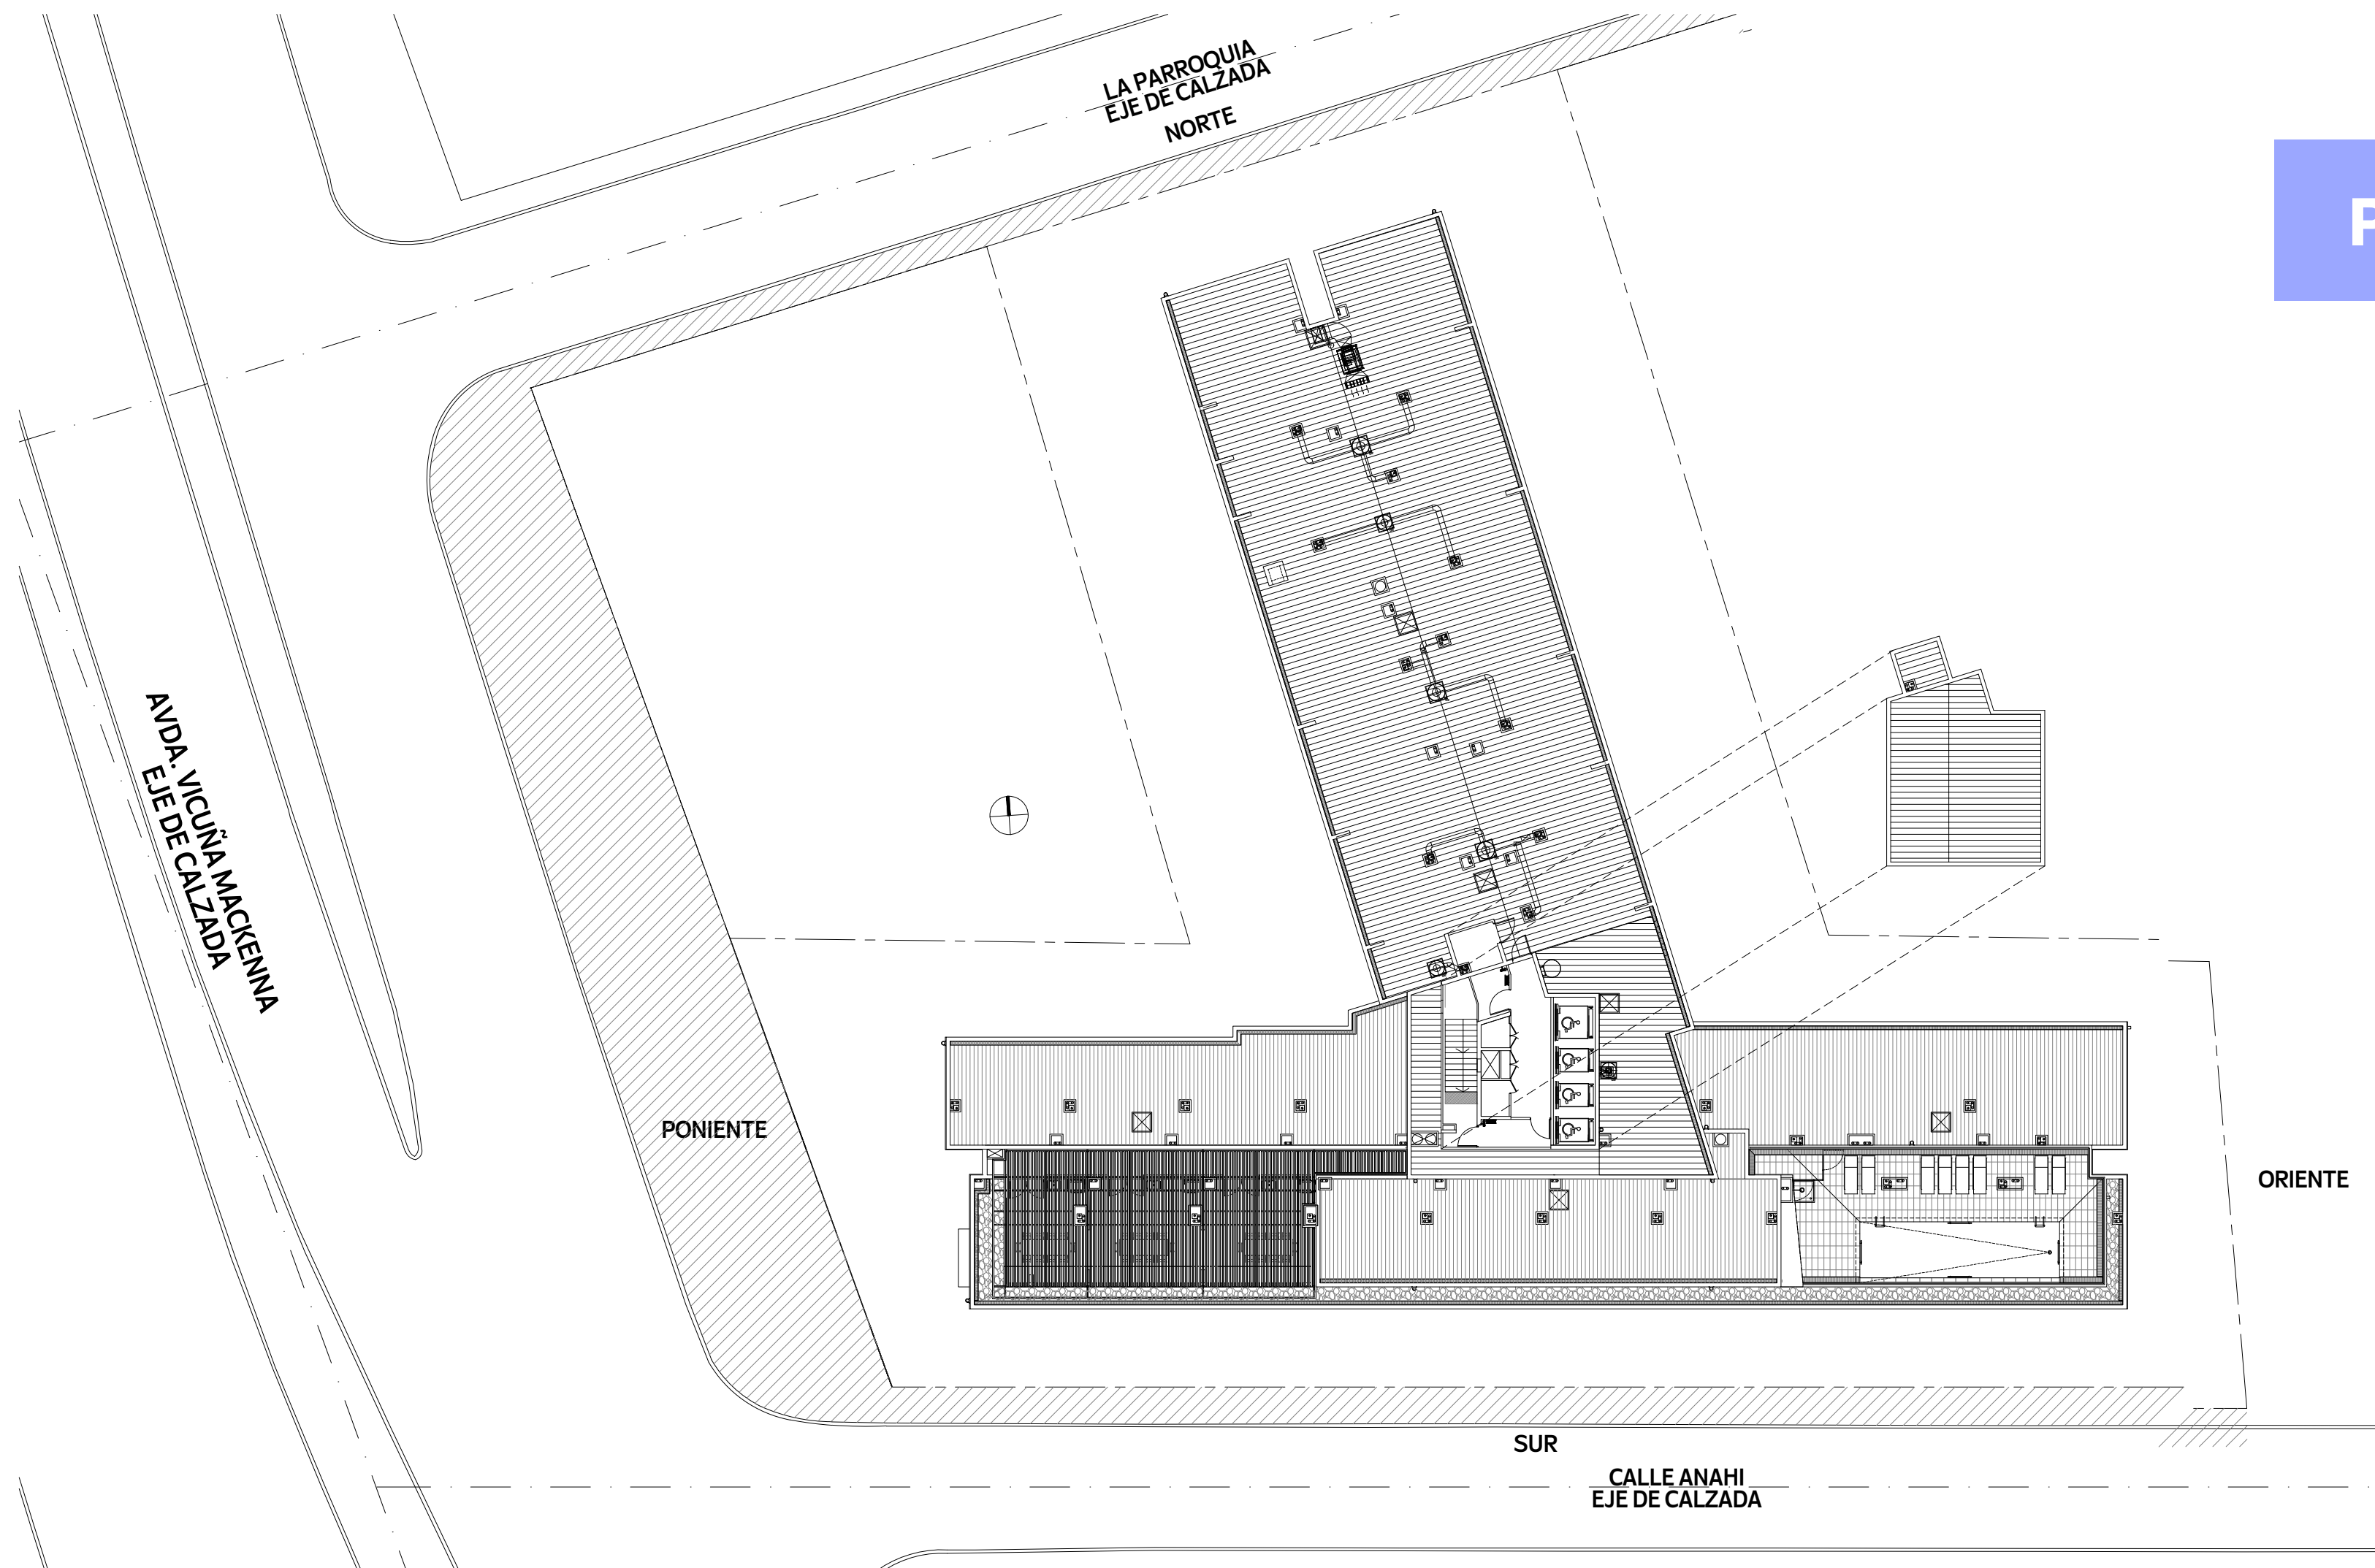 LA PARROQUIA
EJE DE CALZADA
NORTE
P
AVDA. VICUÑA MACKENNA
EJE DE CALZADA
PONIENTE
ORIENTE
SUR
CALLE ANAHI
EJE DE CALZADA